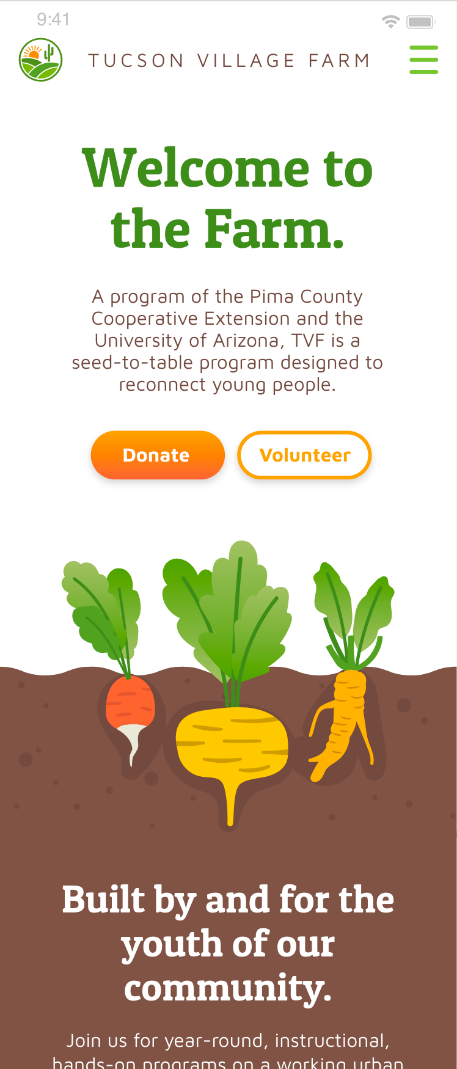 9:41
TUCSON VILLAGE FARM
Welcome to
the Farm.
A program of the Pima County
Cooperative Extension and the
University of Arizona, TVF is a
seed-to-table program designed to
reconnect young people.
Donate Volunteer
Built by and for the
youth of our
community.
Join us for year-round, instructional,
hands-on programs on a working urban